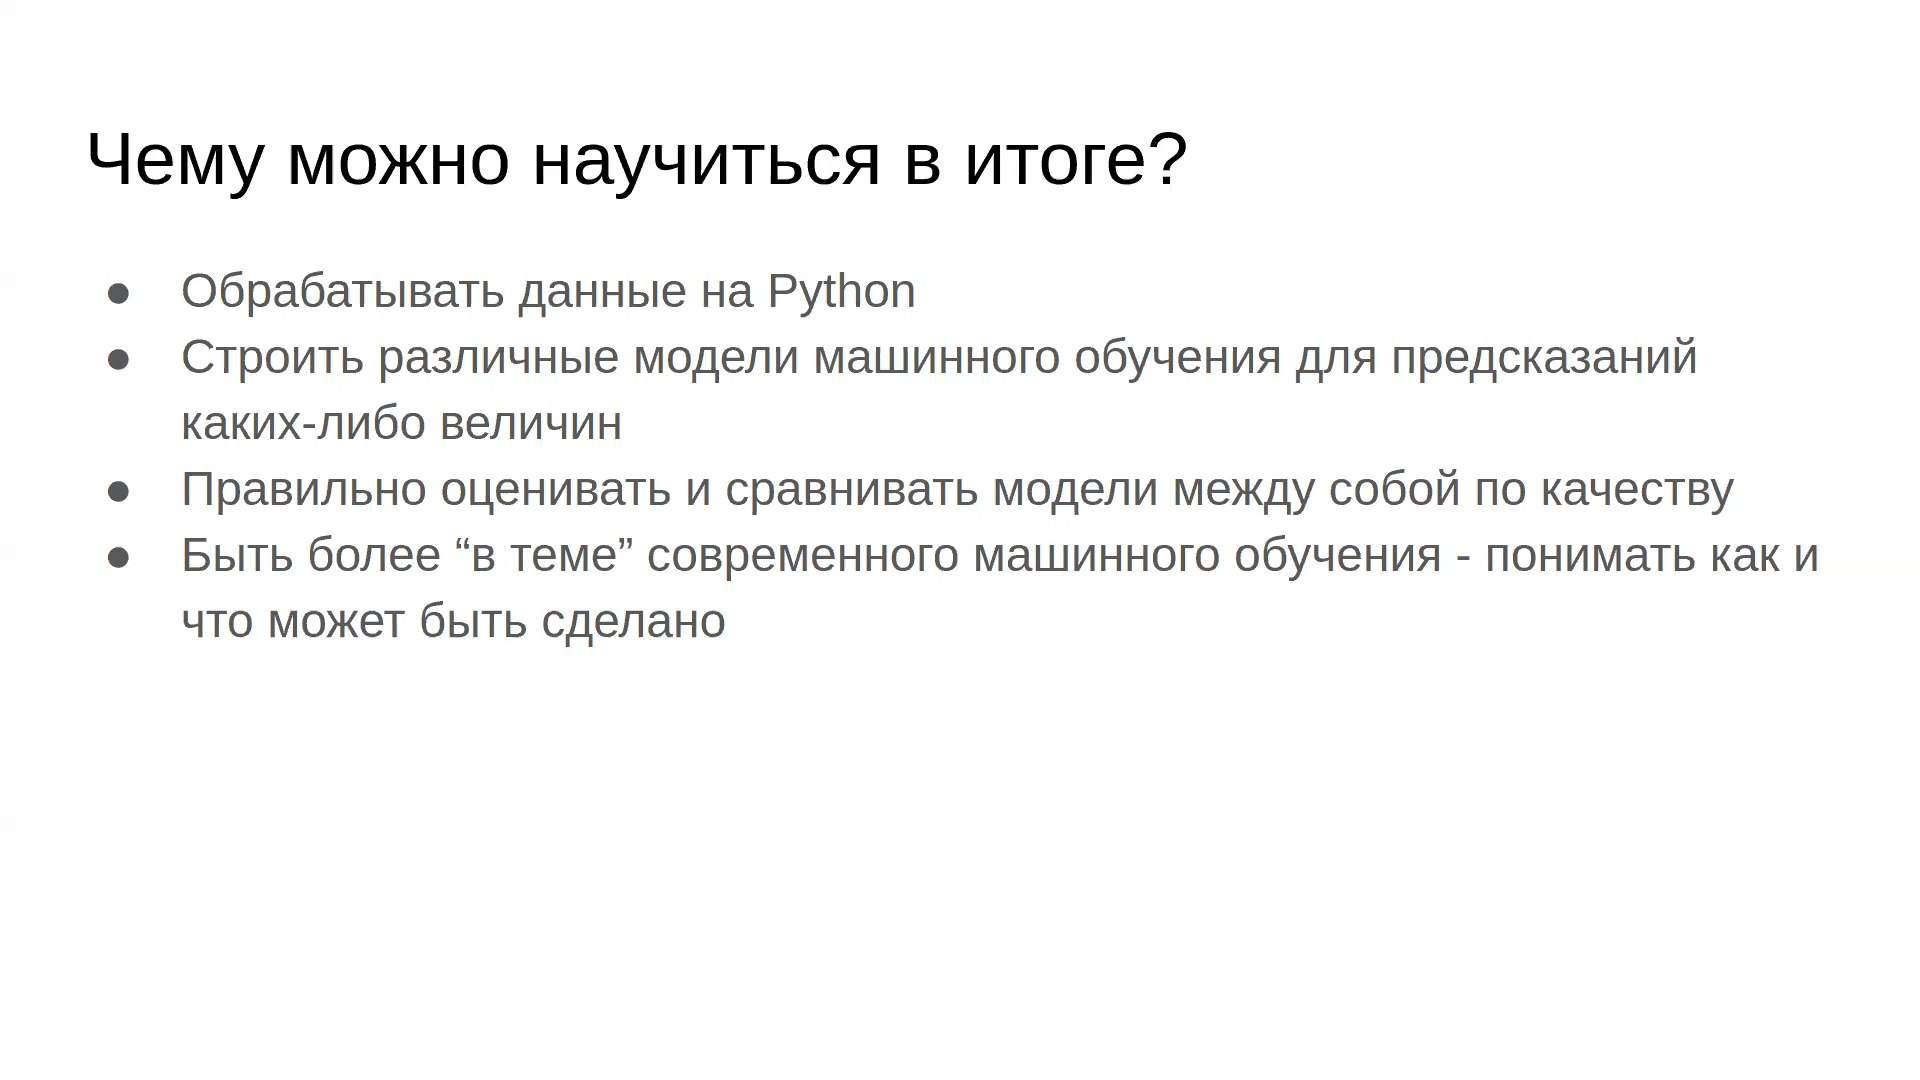 Чему можно научиться в итоге?
● Обрабатывать данные на Python
● Строить различные модели машинного обучения для предсказаний
каких-либо величин
● Правильно оценивать и сравнивать модели между собой по качеству
● Быть более “в теме” современного машинного обучения - понимать как и
что может быть сделано